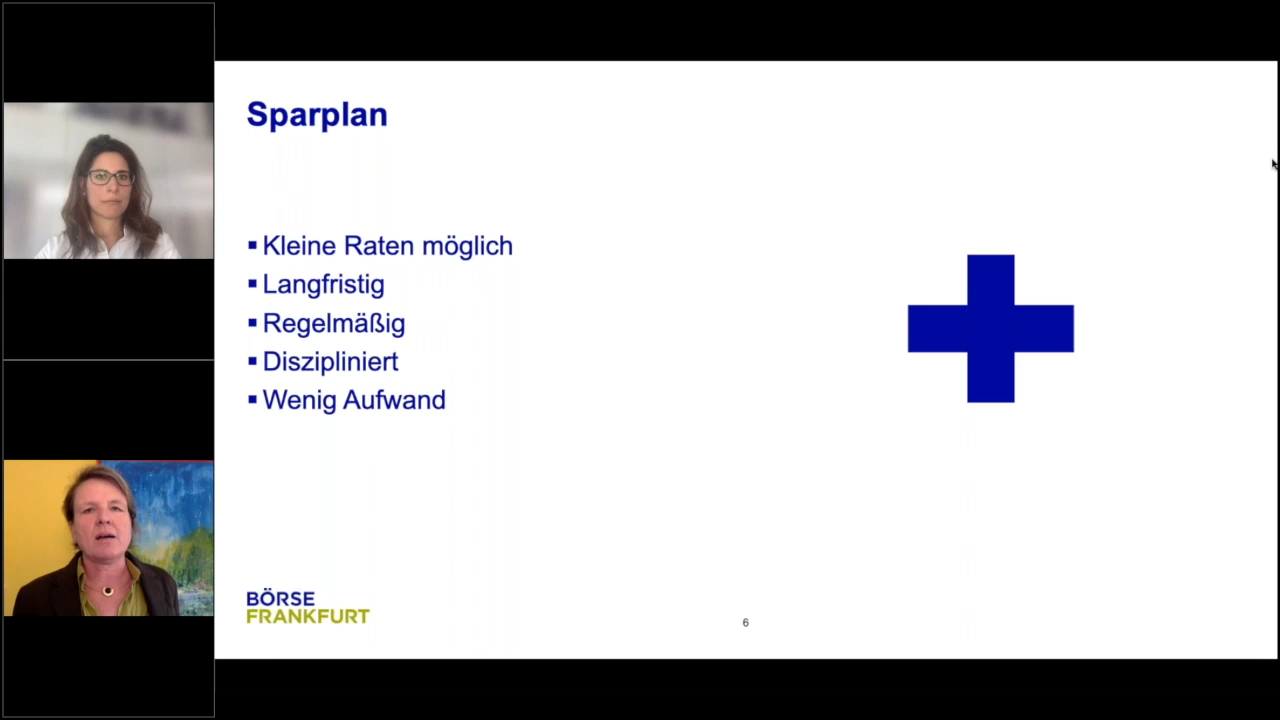 Sparplan
▪ Kleine Raten möglich
▪ Langfristig
▪ Regelmäßig
▪ Diszipliniert
▪ Wenig Aufwand
BÖRSE
FRANKFURT
6